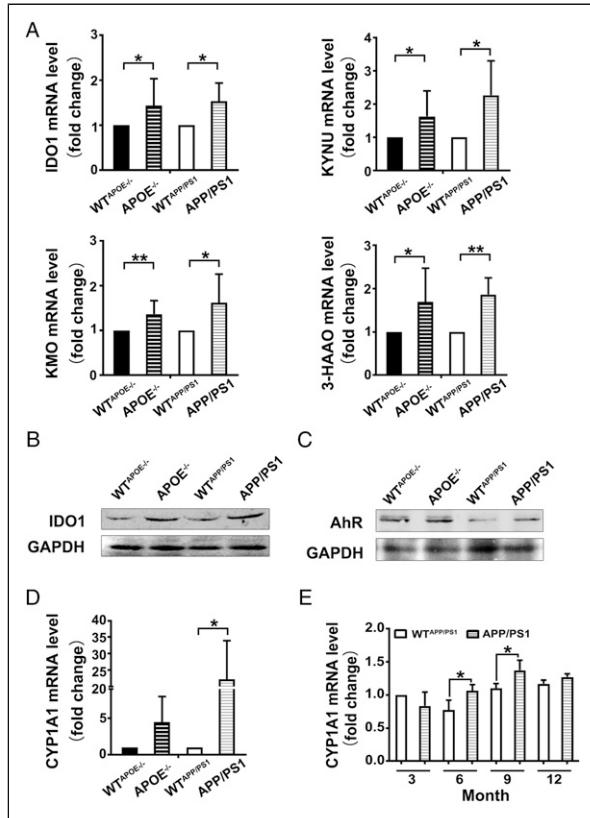 A
IDO1 mRNA level
(fold change)
3
2
1
0
*
*
WTAPOE-/-
APOE-/-
WTAPP/PS1
APP/PS1
KYNU mRNA level
(fold change)
4
3
2
1
0
*
*
WTAPOE-/-
APOE-/-
WTAPP/PS1
APP/PS1
KMO mRNA level
(fold change)
3
2
1
0
**
*
WTAPOE-/-
APOE-/-
WTAPP/PS1
APP/PS1
3-HAAO mRNA level
(fold change)
3
2
1
0
*
**
WTAPOE-/-
APOE-/-
WTAPP/PS1
APP/PS1
B
WTAPOE-/-
APOE-/-
WTAPP/PS1
APP/PS1
IDO1
GAPDH
C
WTAPOE-/-
APOE-/-
WTAPP/PS1
APP/PS1
AhR
GAPDH
D
CYP1A1 mRNA level
(fold change)
40
35
30
25
20
5
0
*
WTAPOE-/-
APOE-/-
WTAPP/PS1
APP/PS1
E
CYP1A1 mRNA level
(fold change)
2.0
1.5
1.0
0.5
0.0
WTAPP/PS1
APP/PS1
*
*
3 6 9 12
Month